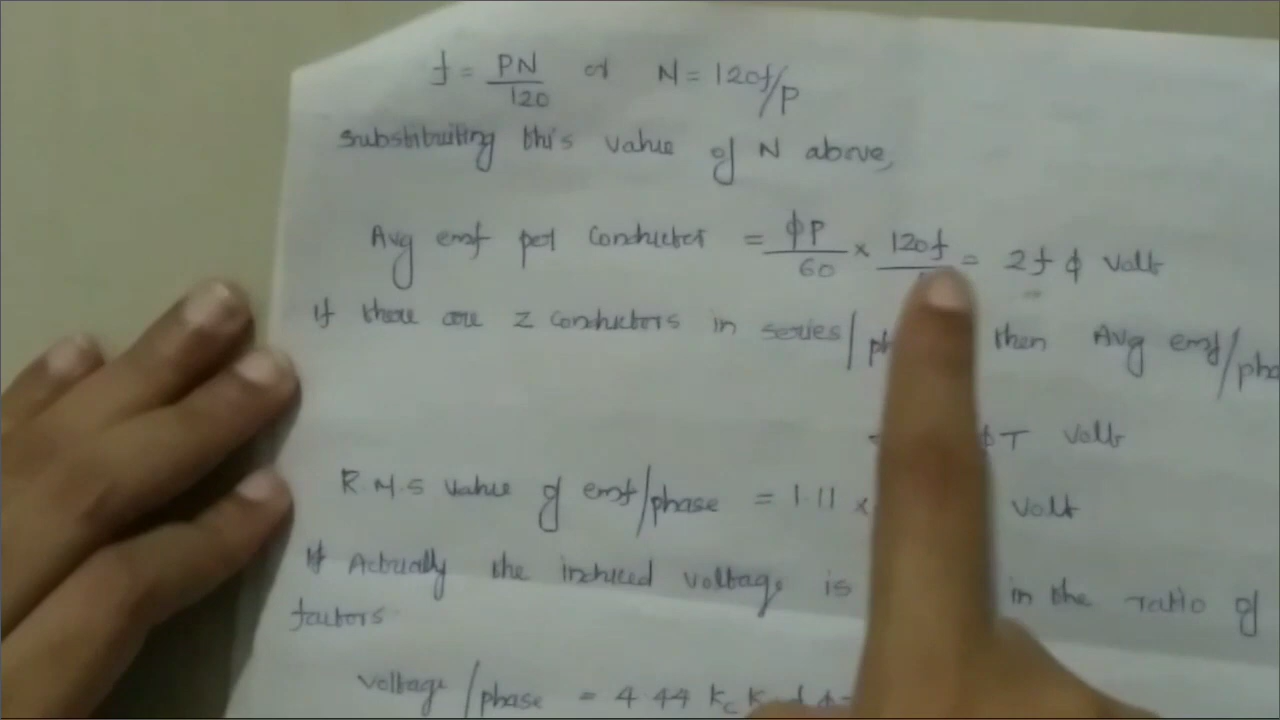 f = PN/120 or N = 120f/P
substituting this value of N above,
Avg emf per conductor = ϕP/60 × 120f = 2fϕ volt
if there are Z conductors in series/ then Avg emf/
ϕT volt
R.M.S value of emf/phase = 1.11 × volt
If Actually the induced voltage is in the ratio of
factors
voltage/phase = 4.44 Kc